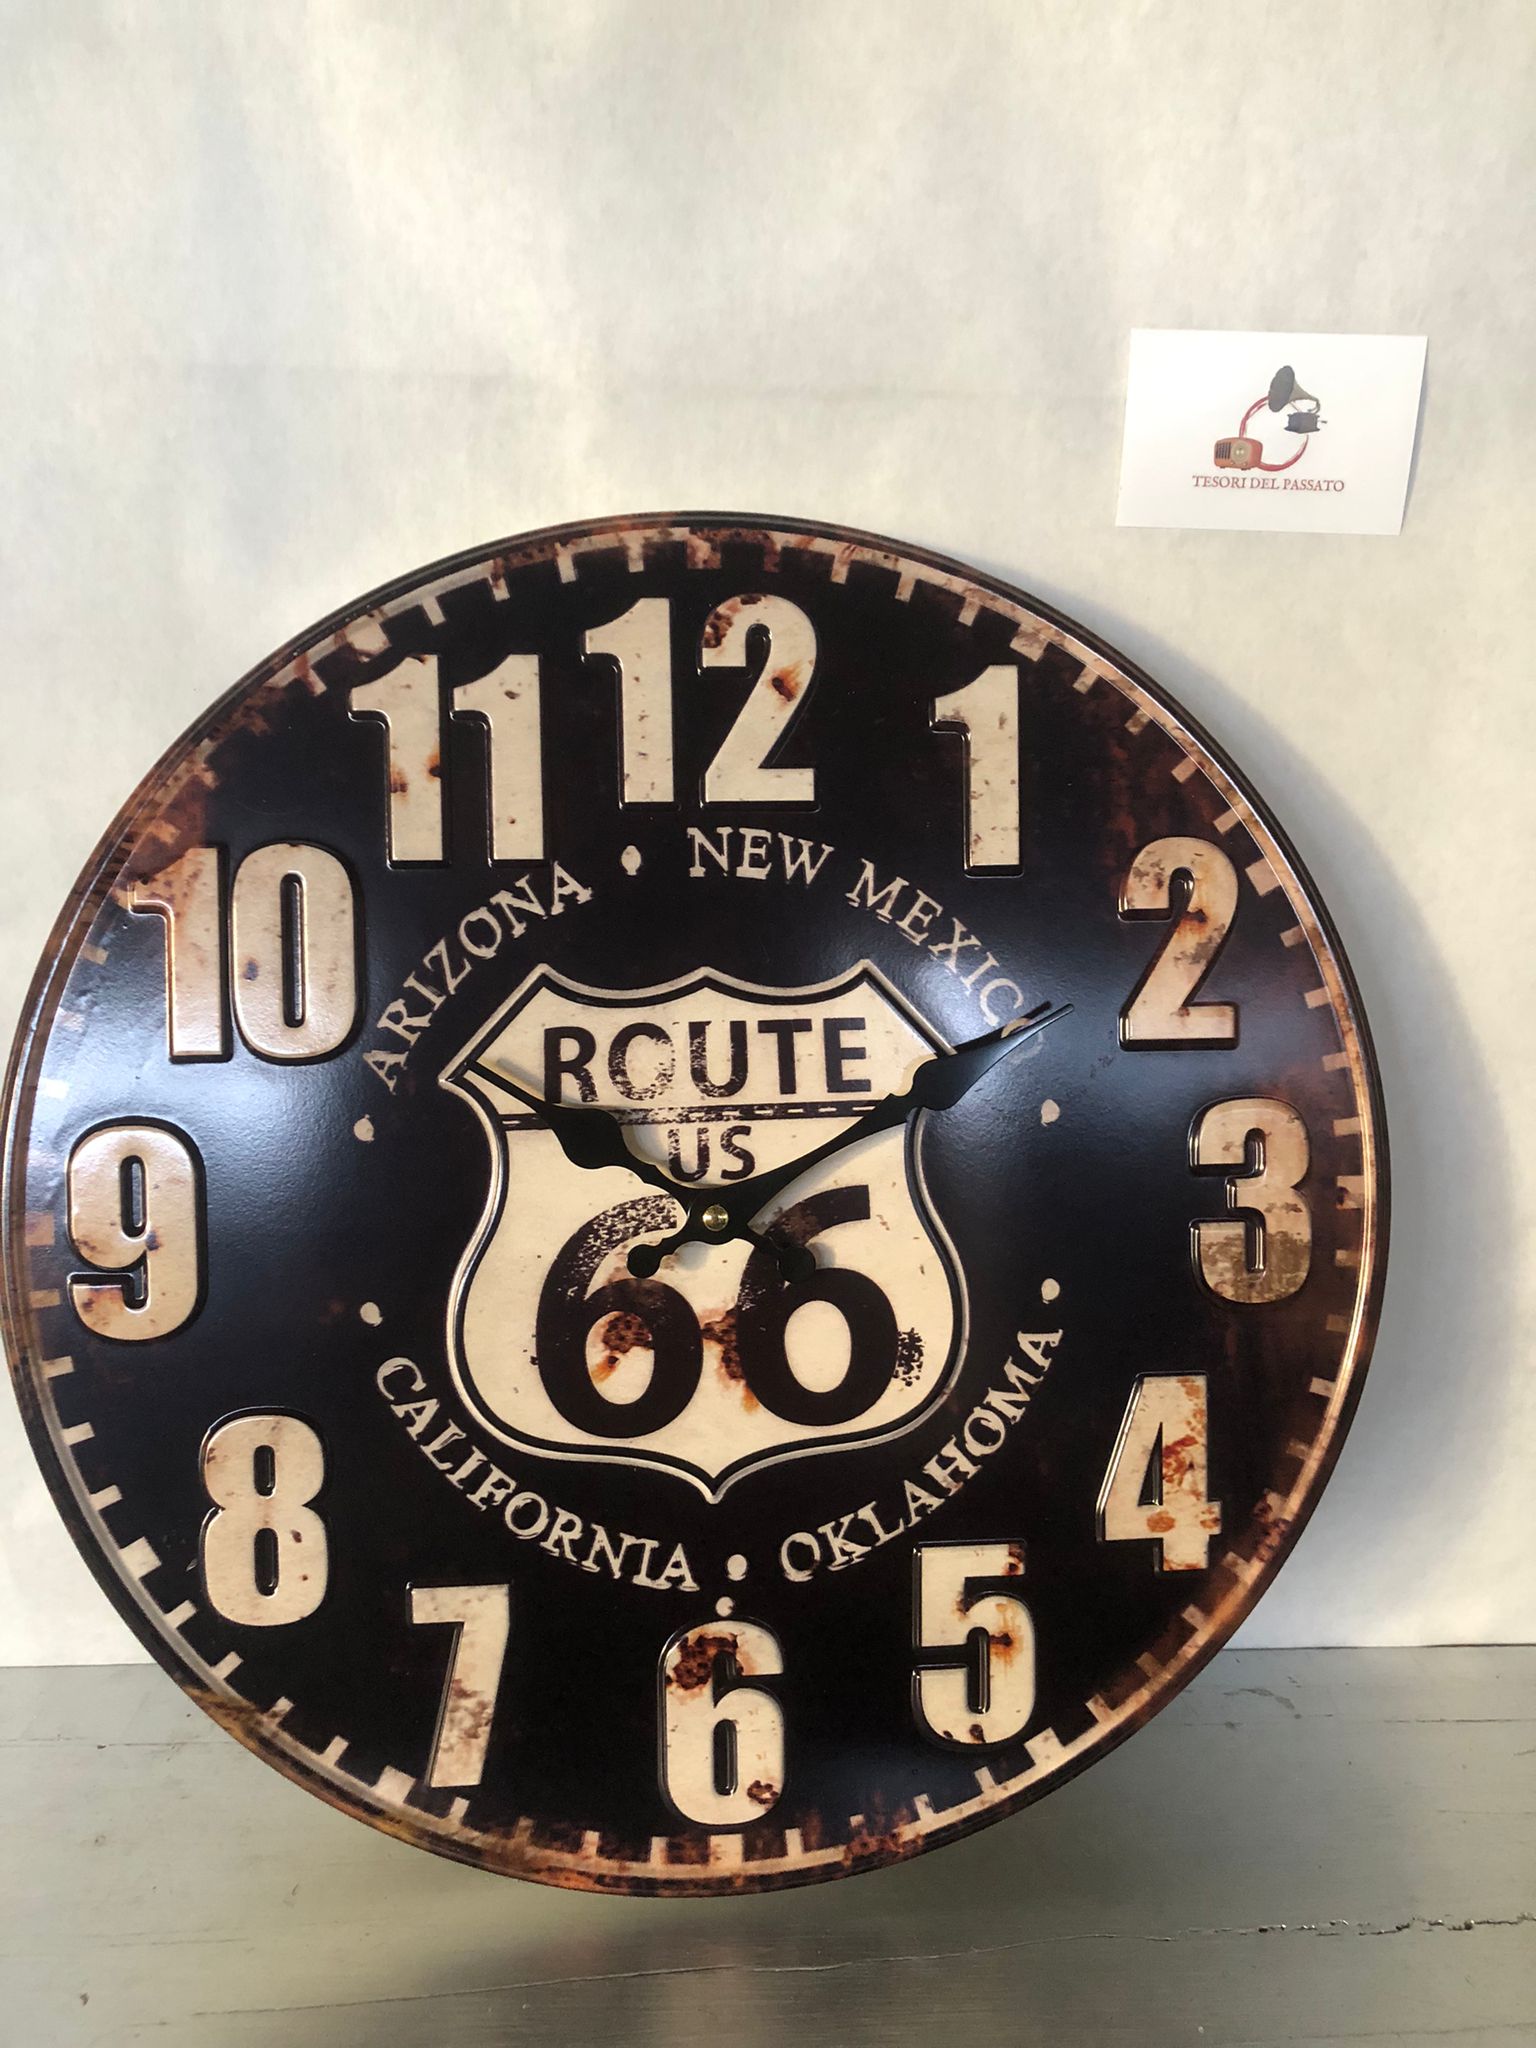 TESORI DEL PASSATO
12
1
2
3
4
5
6
7
8
9
10
11
ARIZONA • NEW MEXICO
ROUTE
US
66
CALIFORNIA • OKLAHOMA